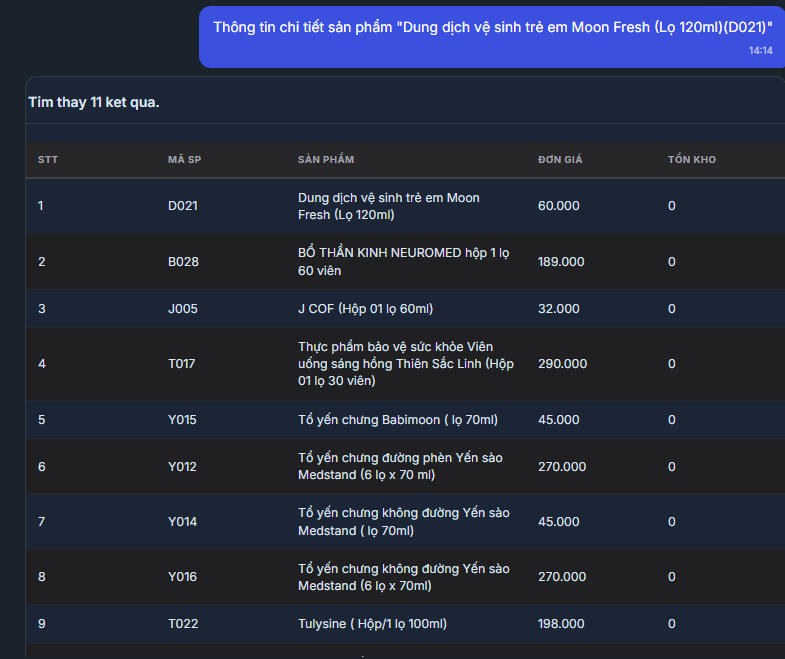 Thông tin chi tiết sản phẩm "Dung dịch vệ sinh trẻ em Moon Fresh (Lọ 120ml)(D021)"
14:14
Tim thay 11 ket qua.
STT MÃ SP SẢN PHẨM ĐƠN GIÁ TỒN KHO
1 D021 Dung dịch vệ sinh trẻ em Moon Fresh (Lọ 120ml) 60.000 0
2 B028 BỔ THẦN KINH NEUROMED hộp 1 lọ 60 viên 189.000 0
3 J005 J COF (Hộp 01 lọ 60ml) 32.000 0
4 T017 Thực phẩm bảo vệ sức khỏe Viên uống sáng hồng Thiên Sắc Linh (Hộp 01 lọ 30 viên) 290.000 0
5 Y015 Tổ yến chưng Babimoon ( lọ 70ml) 45.000 0
6 Y012 Tổ yến chưng đường phèn Yến sào Medstand (6 lọ x 70 ml) 270.000 0
7 Y014 Tổ yến chưng không đường Yến sào Medstand ( lọ 70ml) 45.000 0
8 Y016 Tổ yến chưng không đường Yến sào Medstand (6 lọ x 70ml) 270.000 0
9 T022 Tulysine ( Hộp/1 lọ 100ml) 198.000 0